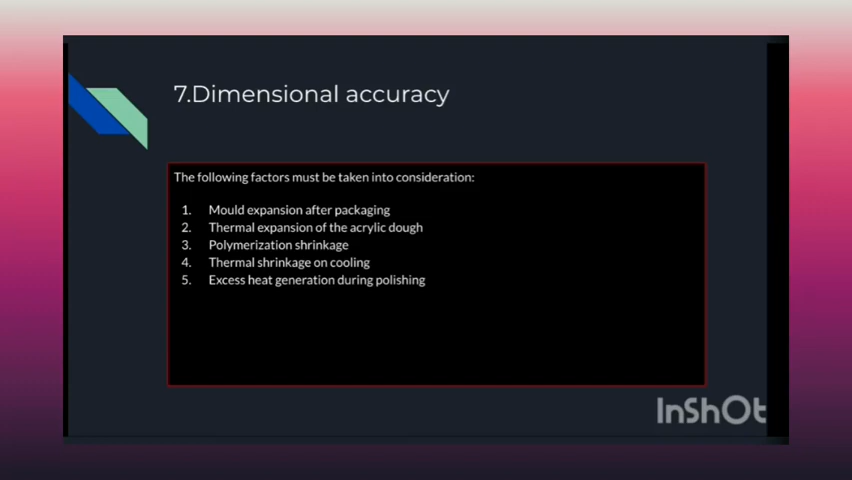 7.Dimensional accuracy
The following factors must be taken into consideration:
1. Mould expansion after packaging
2. Thermal expansion of the acrylic dough
3. Polymerization shrinkage
4. Thermal shrinkage on cooling
5. Excess heat generation during polishing
InShOt